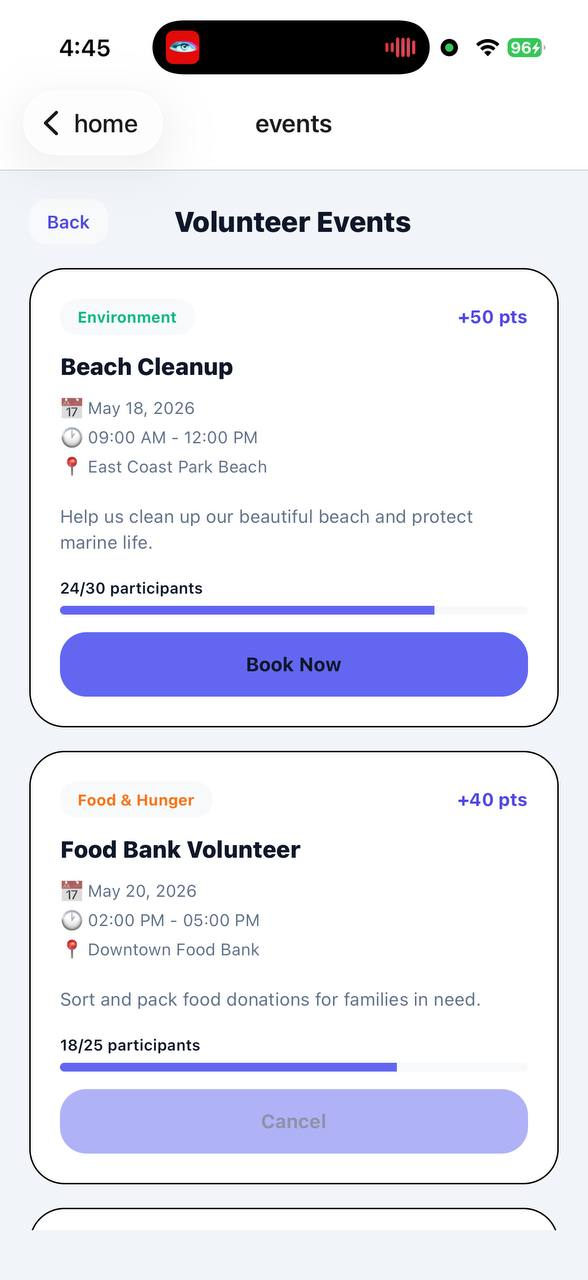 4:45
96
home
events
Back
Volunteer Events
Environment
+50 pts
Beach Cleanup
17 May 18, 2026
09:00 AM - 12:00 PM
East Coast Park Beach
Help us clean up our beautiful beach and protect
marine life.
24/30 participants
Book Now
Food & Hunger
+40 pts
Food Bank Volunteer
17 May 20, 2026
02:00 PM - 05:00 PM
Downtown Food Bank
Sort and pack food donations for families in need.
18/25 participants
Cancel